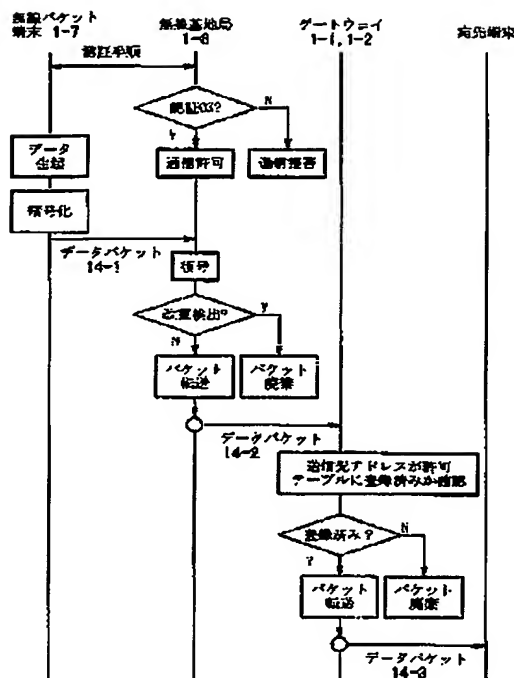 無線パケット
端末 1-7
無線基地局
1-8
ゲートウェイ
1-1, 1-2
宛先端末
認証手順
認証OK?
N
Y
データ
生起
通信許可
通信拒否
暗号化
データパケット
14-1
復号
改竄検出?
Y
N
パケット
転送
パケット
廃棄
データパケット
14-2
送信元アドレスが許可
テーブルに登録済みか確認
登録済み?
N
Y
パケット
転送
パケット
廃棄
データパケット
14-3